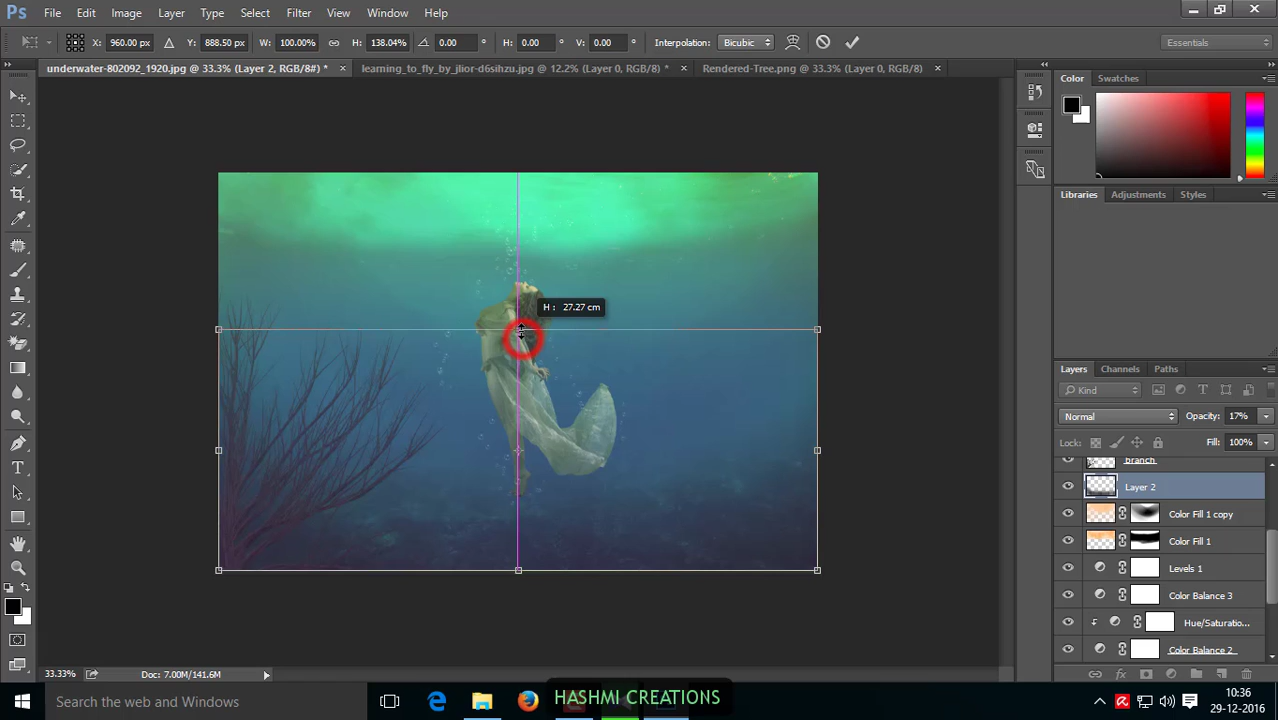 Ps File Edit Image Layer Type Select Filter 3D View Window Help
X: 960.00 px Y: 888.50 px W: 100.00% H: 138.04% 0.00 ° H: 0.00 ° V: 0.00 ° Interpolation: Bicubic Essentials
underwater-802092_1920.jpg @ 33.3% (Layer 2, RGB/8#) * × learning_to_fly_by_jlior-d6sihzu.jpg @ 12.2% (Layer 0, RGB/8) * × Rendered-Tree.png @ 33.3% (Layer 0, RGB/8) ×
Color Swatches
Libraries Adjustments Styles
H : 27.27 cm
Layers Channels Paths
Kind
Normal Opacity: 17%
Lock: Fill: 100%
branch
Layer 2
Color Fill 1 copy
Color Fill 1
Levels 1
Color Balance 3
Hue/Saturatio...
Color Balance 2
33.33% Doc: 7.00M/141.6M
Search the web and Windows
HASHMI CREATIONS
10:36
29-12-2016